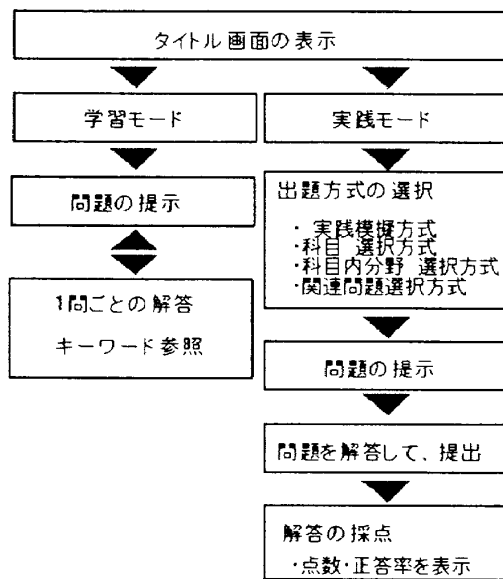 タイトル画面の表示
学習モード
実践モード
問題の提示
出題方式の選択
・実践模擬方式
・科目 選択方式
・科目内分野 選択方式
・関連問題選択方式
1問ごとの解答
キーワード参照
問題の提示
問題を解答して、提出
解答の採点
・点数・正答率を表示